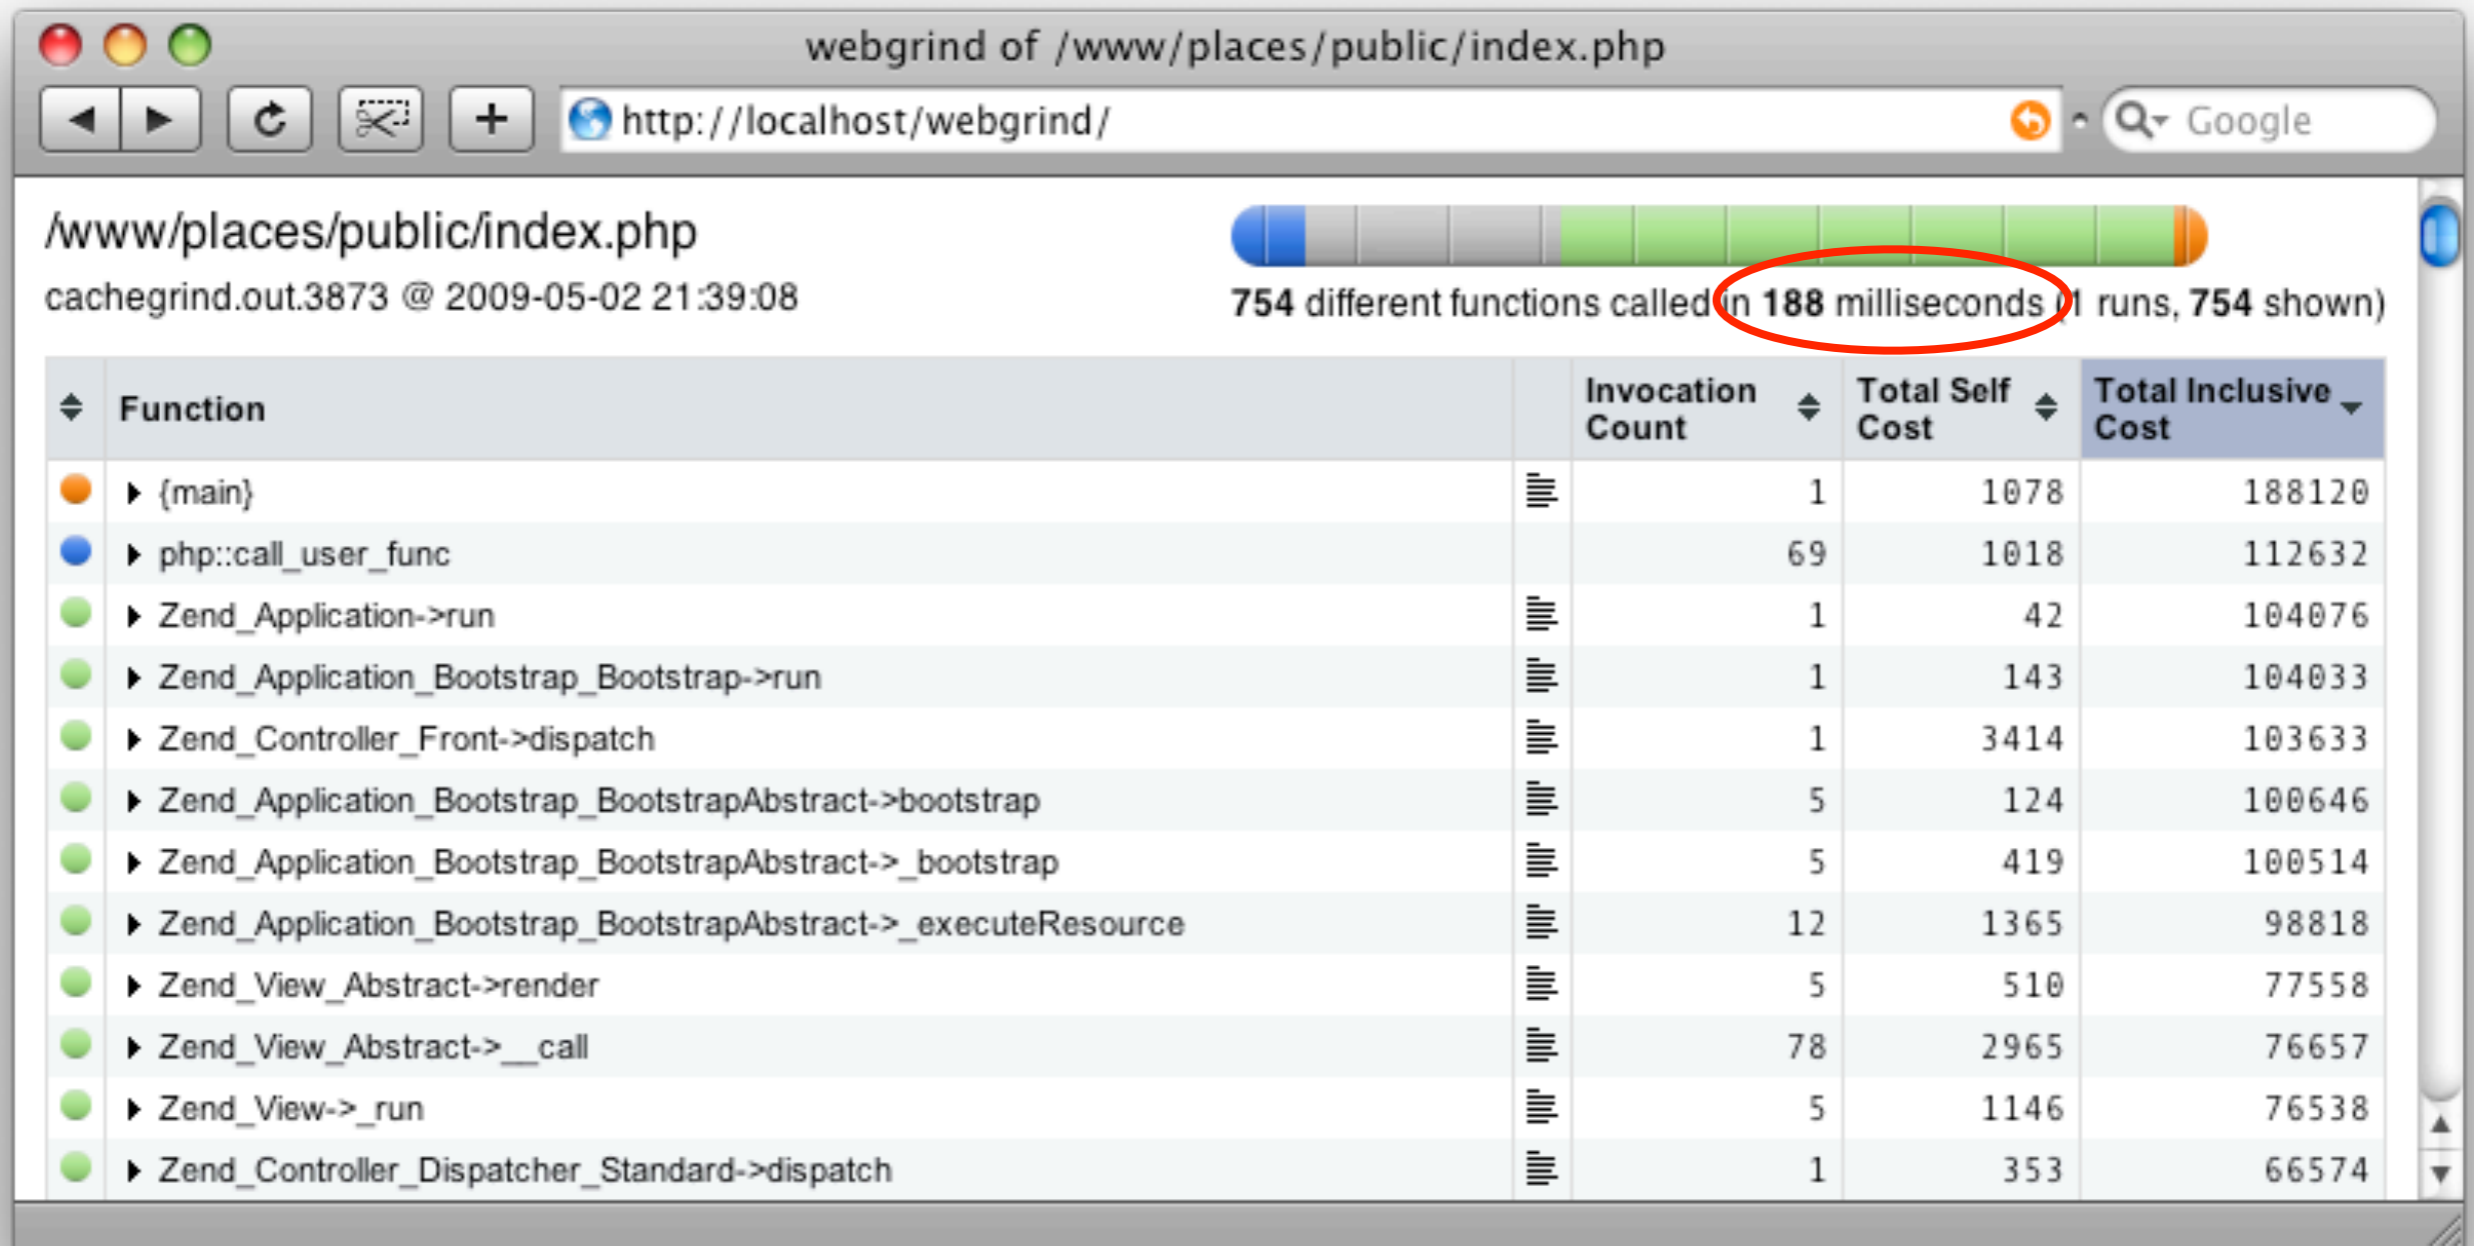 webgrind of /www/places/public/index.php
http://localhost/webgrind/
Google
/www/places/public/index.php
cachegrind.out.3873 @ 2009-05-02 21:39:08
754 different functions called in 188 milliseconds (1 runs, 754 shown)
Function Invocation Count Total Self Cost Total Inclusive Cost
{main} 1 1078 188120
php::call_user_func 69 1018 112632
Zend_Application->run 1 42 104076
Zend_Application_Bootstrap_Bootstrap->run 1 143 104033
Zend_Controller_Front->dispatch 1 3414 103633
Zend_Application_Bootstrap_BootstrapAbstract->bootstrap 5 124 100646
Zend_Application_Bootstrap_BootstrapAbstract->_bootstrap 5 419 100514
Zend_Application_Bootstrap_BootstrapAbstract->_executeResource 12 1365 98818
Zend_View_Abstract->render 5 510 77558
Zend_View_Abstract->__call 78 2965 76657
Zend_View->_run 5 1146 76538
Zend_Controller_Dispatcher_Standard->dispatch 1 353 66574